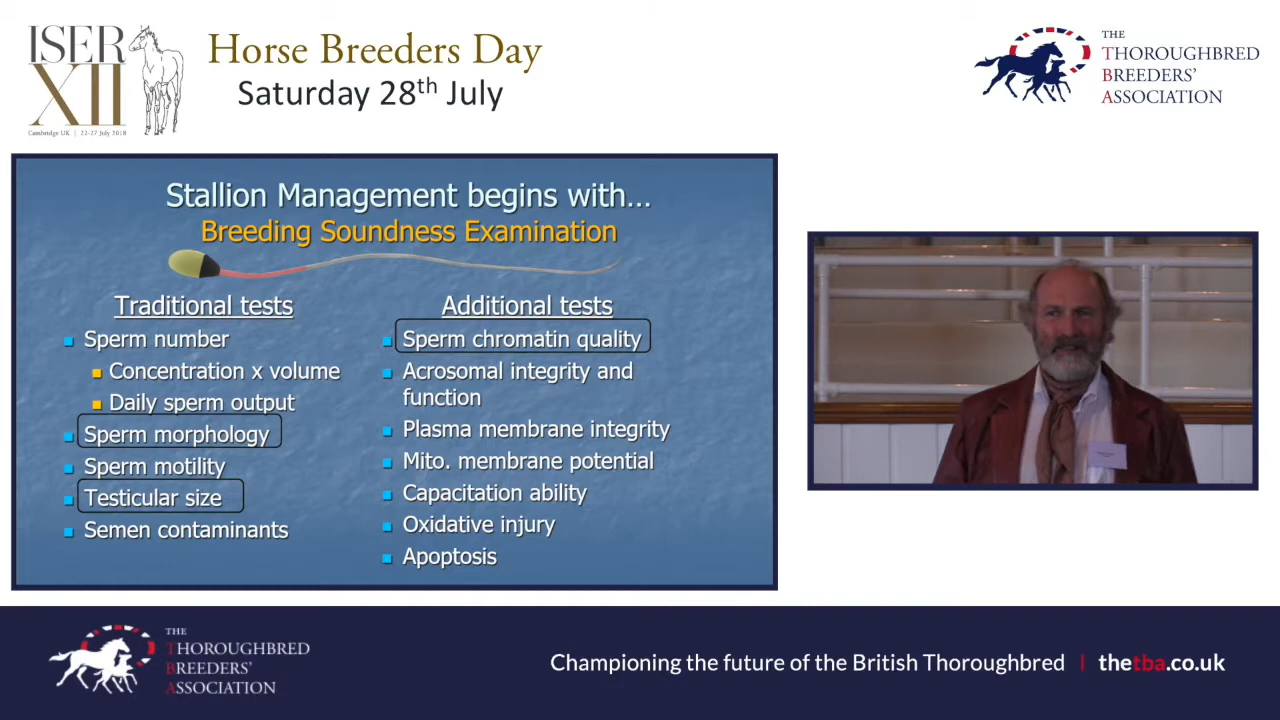 ISER
XII
Cambridge UK | 22-27 July 2018
Horse Breeders Day
Saturday 28th July
THE
THOROUGHBRED
BREEDERS'
ASSOCIATION
Stallion Management begins with...
Breeding Soundness Examination
Traditional tests
Sperm number
Concentration x volume
Daily sperm output
Sperm morphology
Sperm motility
Testicular size
Semen contaminants
Additional tests
Sperm chromatin quality
Acrosomal integrity and
function
Plasma membrane integrity
Mito. membrane potential
Capacitation ability
Oxidative injury
Apoptosis
THE
THOROUGHBRED
BREEDERS'
ASSOCIATION
Championing the future of the British Thoroughbred | thetba.co.uk